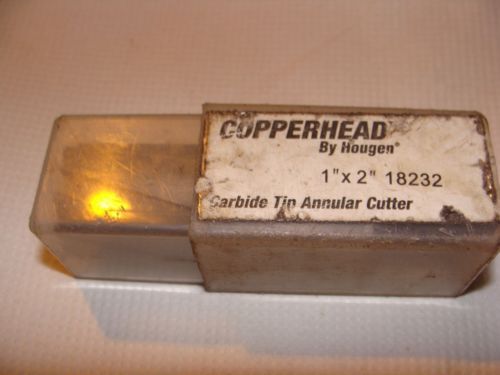 COPPERHEAD
By Hougen®
1" x 2" 18232
Carbide Tip Annular Cutter